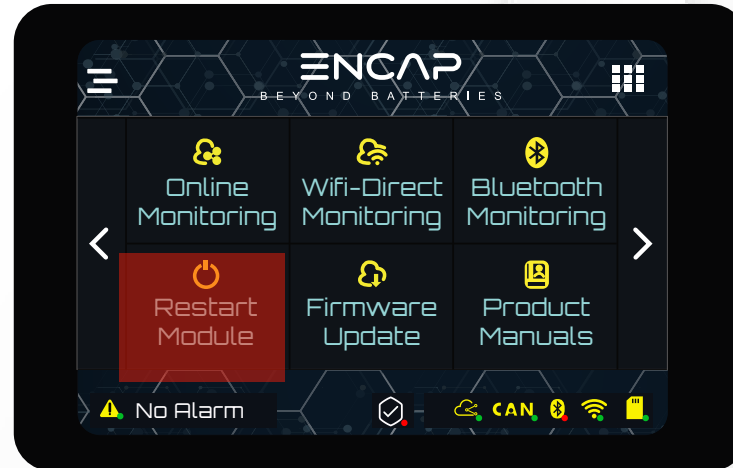 ENCAP
BEYOND BATTERIES
Online
Monitoring
Wifi-Direct
Monitoring
Bluetooth
Monitoring
Restart
Module
Firmware
Update
Product
Manuals
No Alarm
CAN